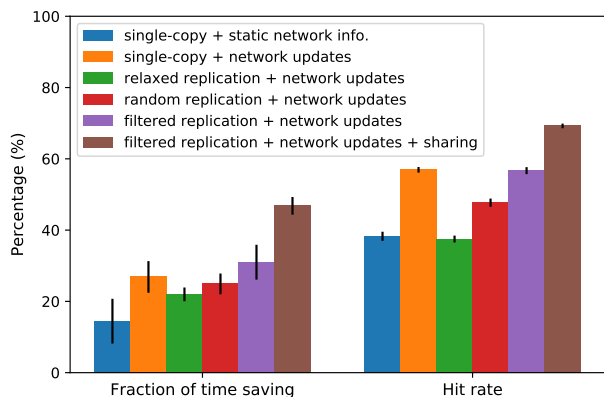 100
80
60
40
20
0
Percentage (%)
single-copy + static network info.
single-copy + network updates
relaxed replication + network updates
random replication + network updates
filtered replication + network updates
filtered replication + network updates + sharing
Fraction of time saving
Hit rate